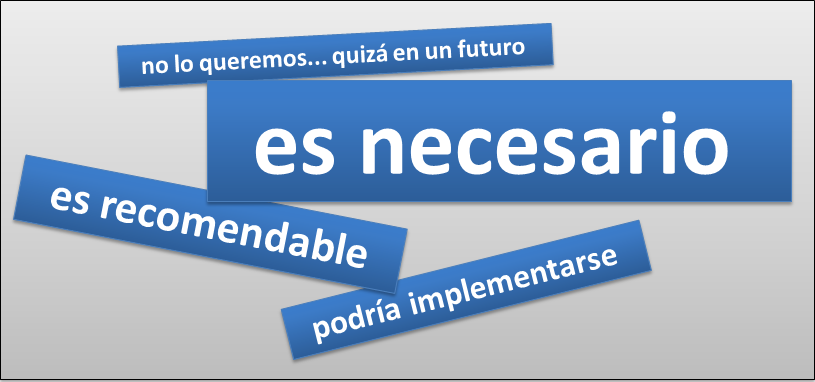 no lo queremos... quizá en un futuro
es necesario
es recomendable
podría implementarse